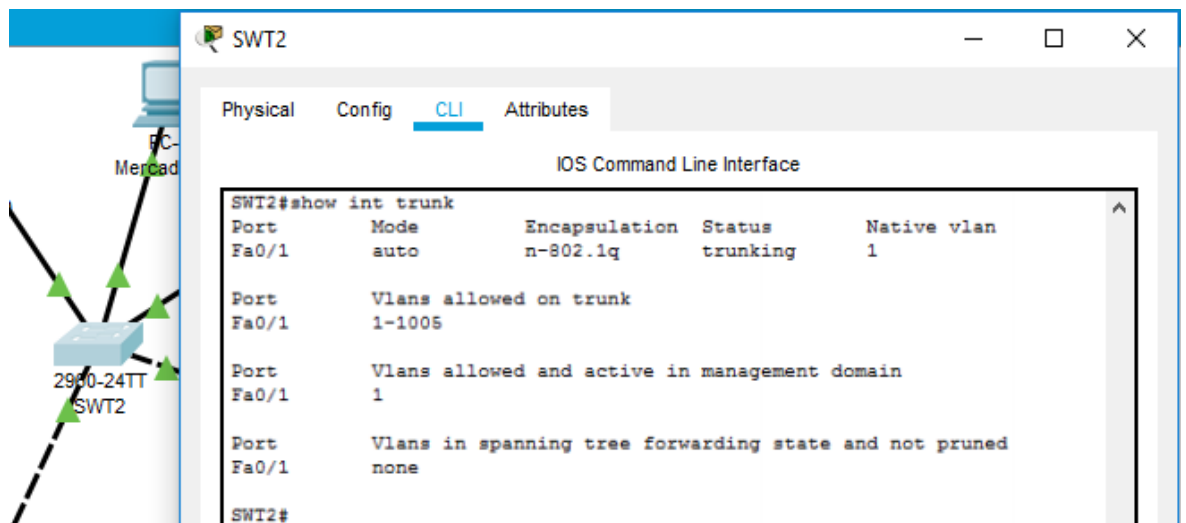 SWT2
Physical Config CLI Attributes
IOS Command Line Interface
PC-
Mercad
2960-24TT
SWT2
SWT2#show int trunk
Port Mode Encapsulation Status Native vlan
Fa0/1 auto n-802.1q trunking 1
Port Vlans allowed on trunk
Fa0/1 1-1005
Port Vlans allowed and active in management domain
Fa0/1 1
Port Vlans in spanning tree forwarding state and not pruned
Fa0/1 none
SWT2#